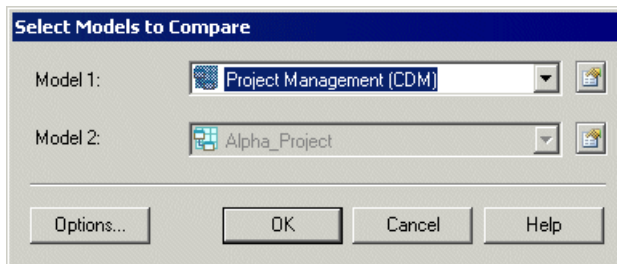 Select Models to Compare
Model 1: Project Management (CDM)
Model 2: Alpha_Project
Options... OK Cancel Help